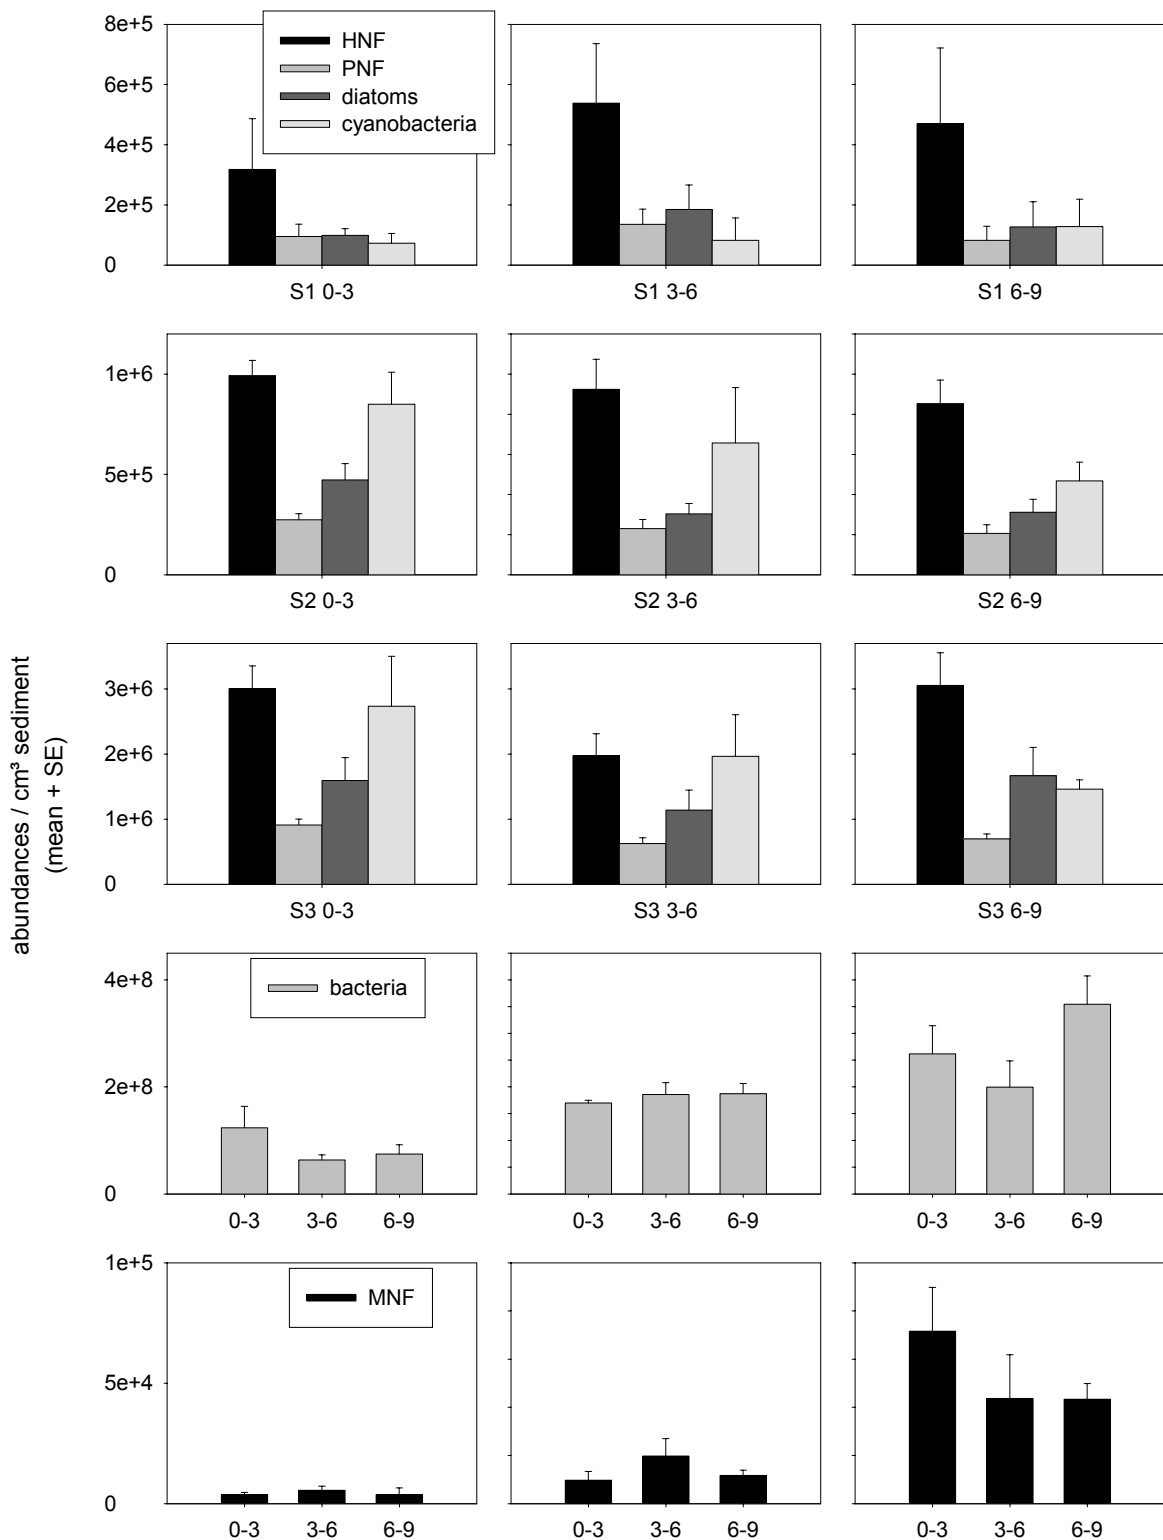 8e+5
6e+5
4e+5
2e+5
0
HNF
PNF
diatoms
cyanobacteria
S1 0-3
S1 3-6
S1 6-9
1e+6
5e+5
0
S2 0-3
S2 3-6
S2 6-9
abundances / cm³ sediment
(mean + SE)
3e+6
2e+6
1e+6
0
S3 0-3
S3 3-6
S3 6-9
4e+8
2e+8
0
bacteria
0-3 3-6 6-9
0-3 3-6 6-9
0-3 3-6 6-9
1e+5
5e+4
0
MNF
0-3 3-6 6-9
0-3 3-6 6-9
0-3 3-6 6-9